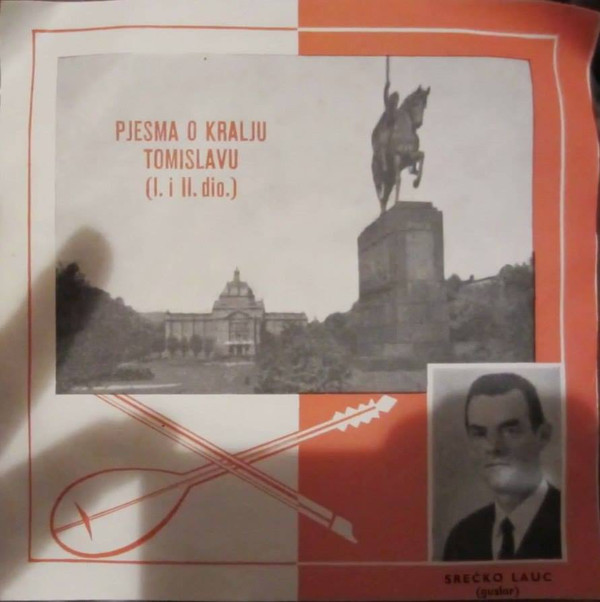 PJESMA O KRALJU
TOMISLAVU
(I. i II. dio.)
SREĆKO LAUC
(guslar)